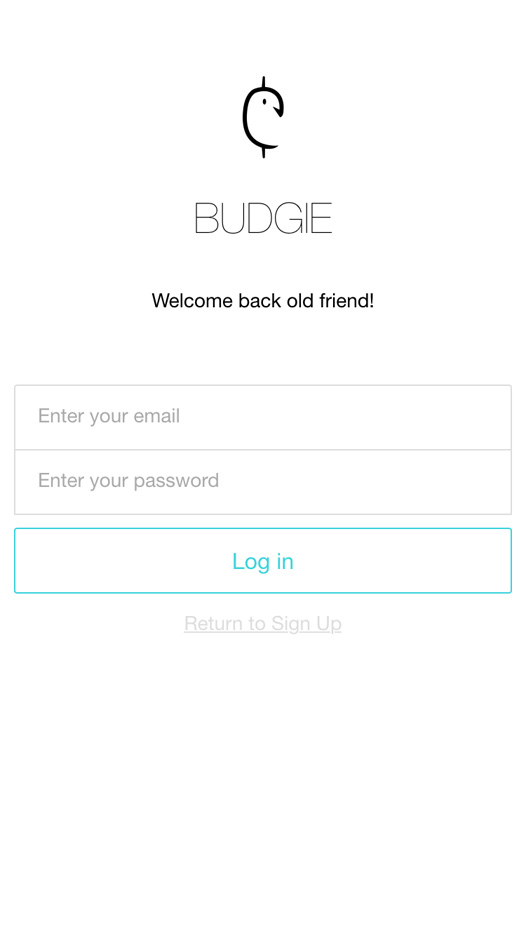 BUDGIE
Welcome back old friend!
Enter your email
Enter your password
Log in
Return to Sign Up